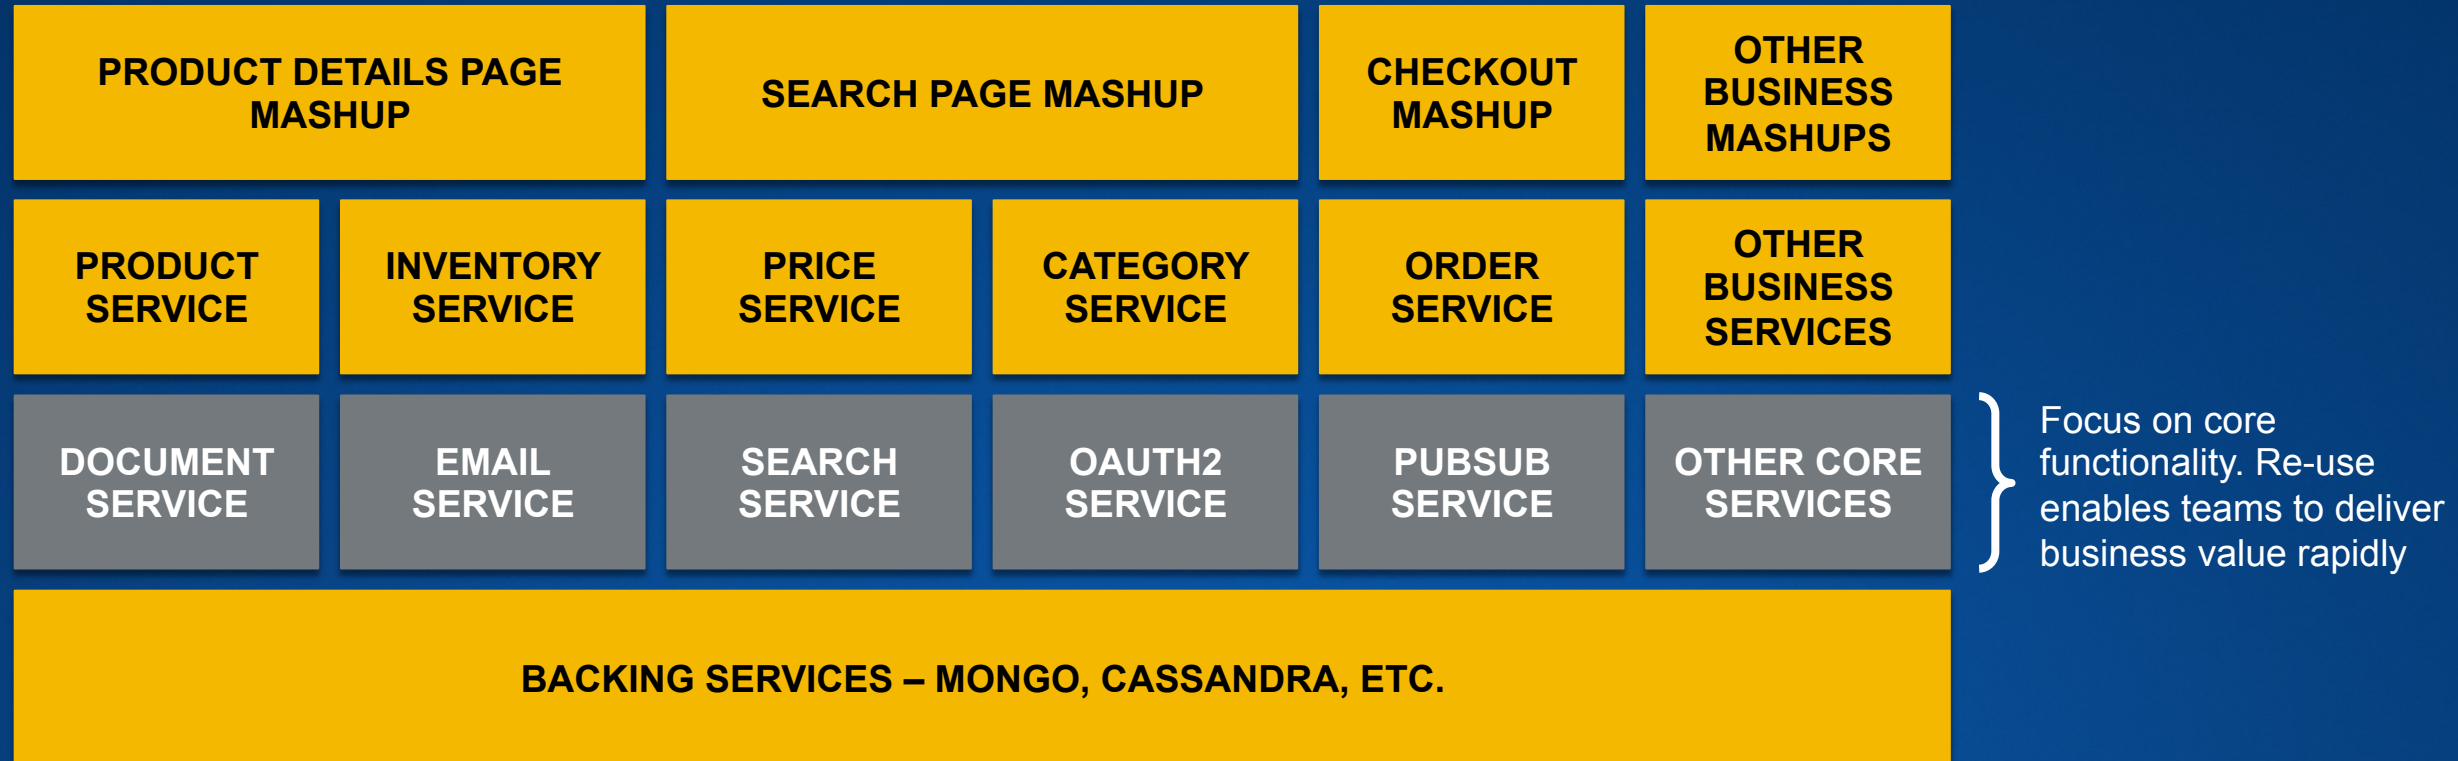 PRODUCT DETAILS PAGE
MASHUP
SEARCH PAGE MASHUP
CHECKOUT
MASHUP
OTHER
BUSINESS
MASHUPS
PRODUCT
SERVICE
INVENTORY
SERVICE
PRICE
SERVICE
CATEGORY
SERVICE
ORDER
SERVICE
OTHER
BUSINESS
SERVICES
DOCUMENT
SERVICE
EMAIL
SERVICE
SEARCH
SERVICE
OAUTH2
SERVICE
PUBSUB
SERVICE
OTHER CORE
SERVICES
Focus on core
functionality. Re-use
enables teams to deliver
business value rapidly
BACKING SERVICES – MONGO, CASSANDRA, ETC.